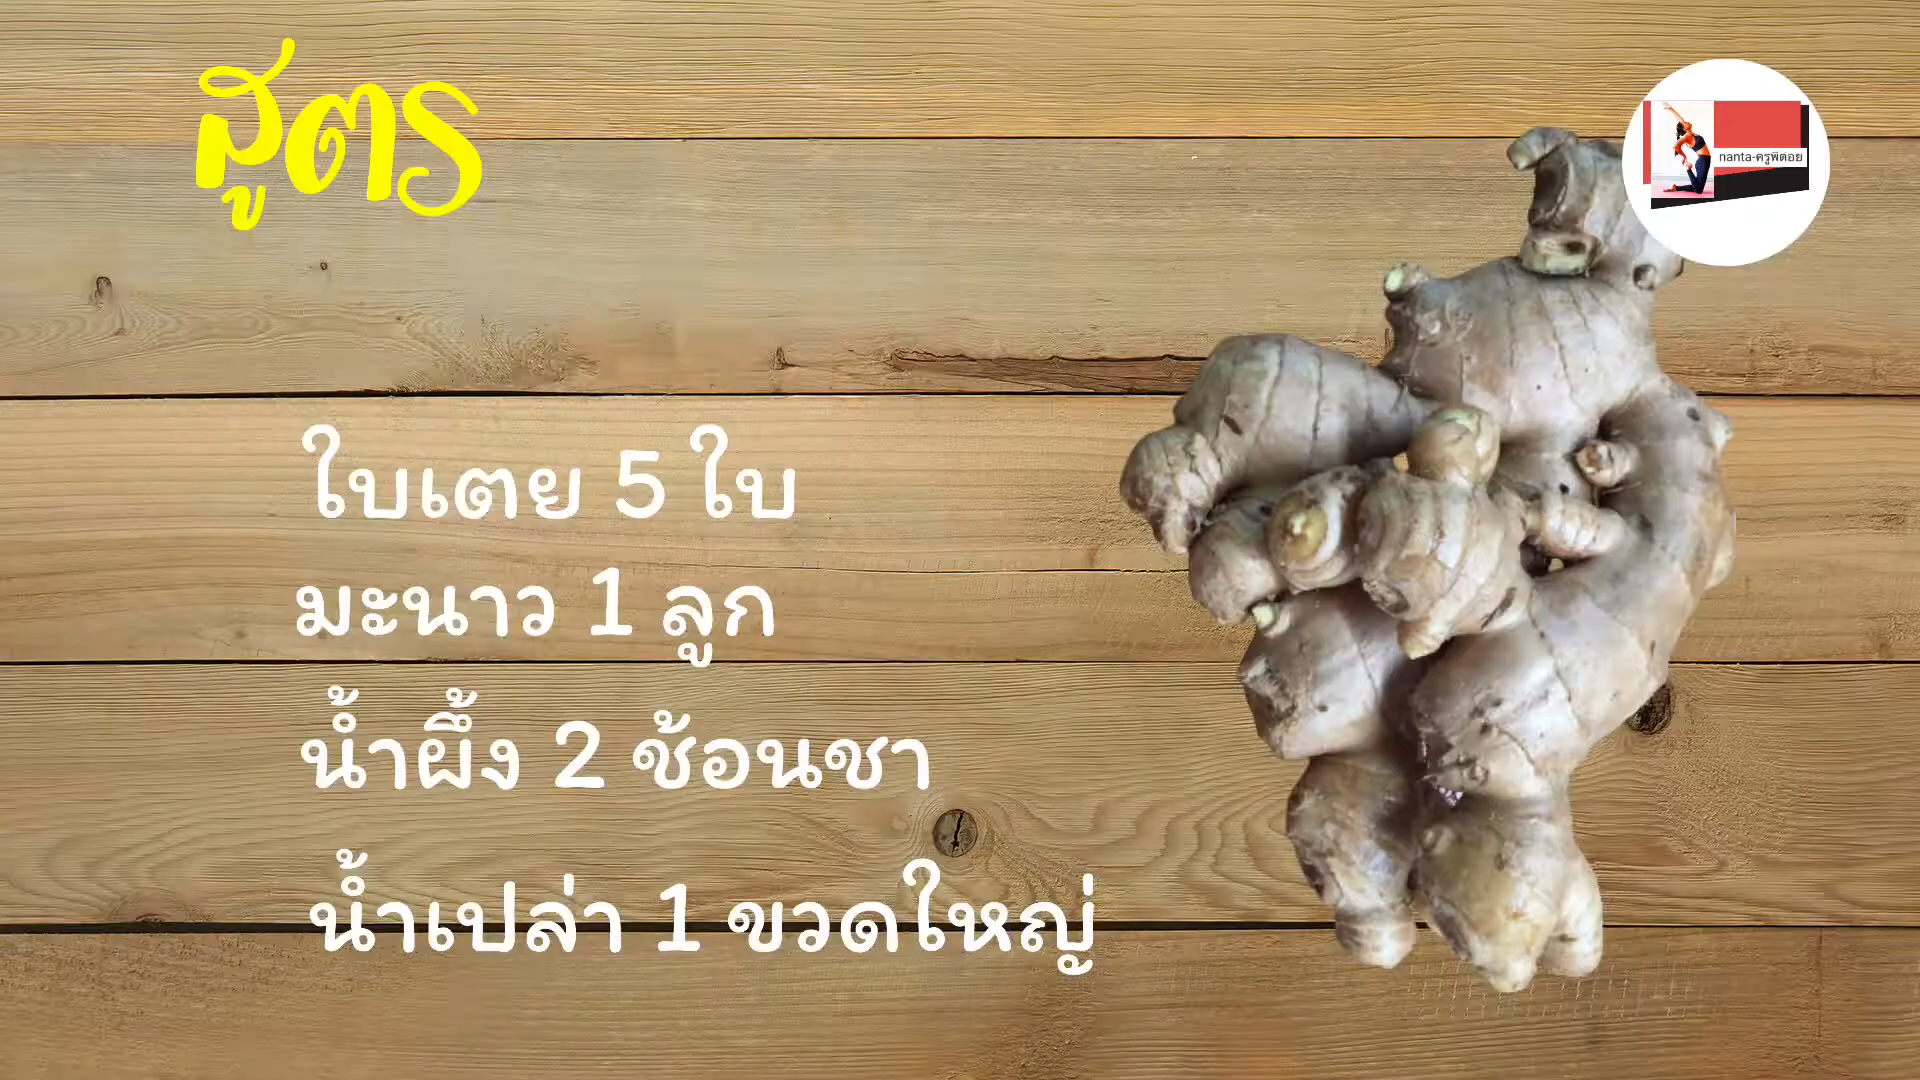 สูตร
nanta-ครูพิต่อย
ใบเตย 5 ใบ
มะนาว 1 ลูก
น้ำผึ้ง 2 ช้อนชา
น้ำเปล่า 1 ขวดใหญ่